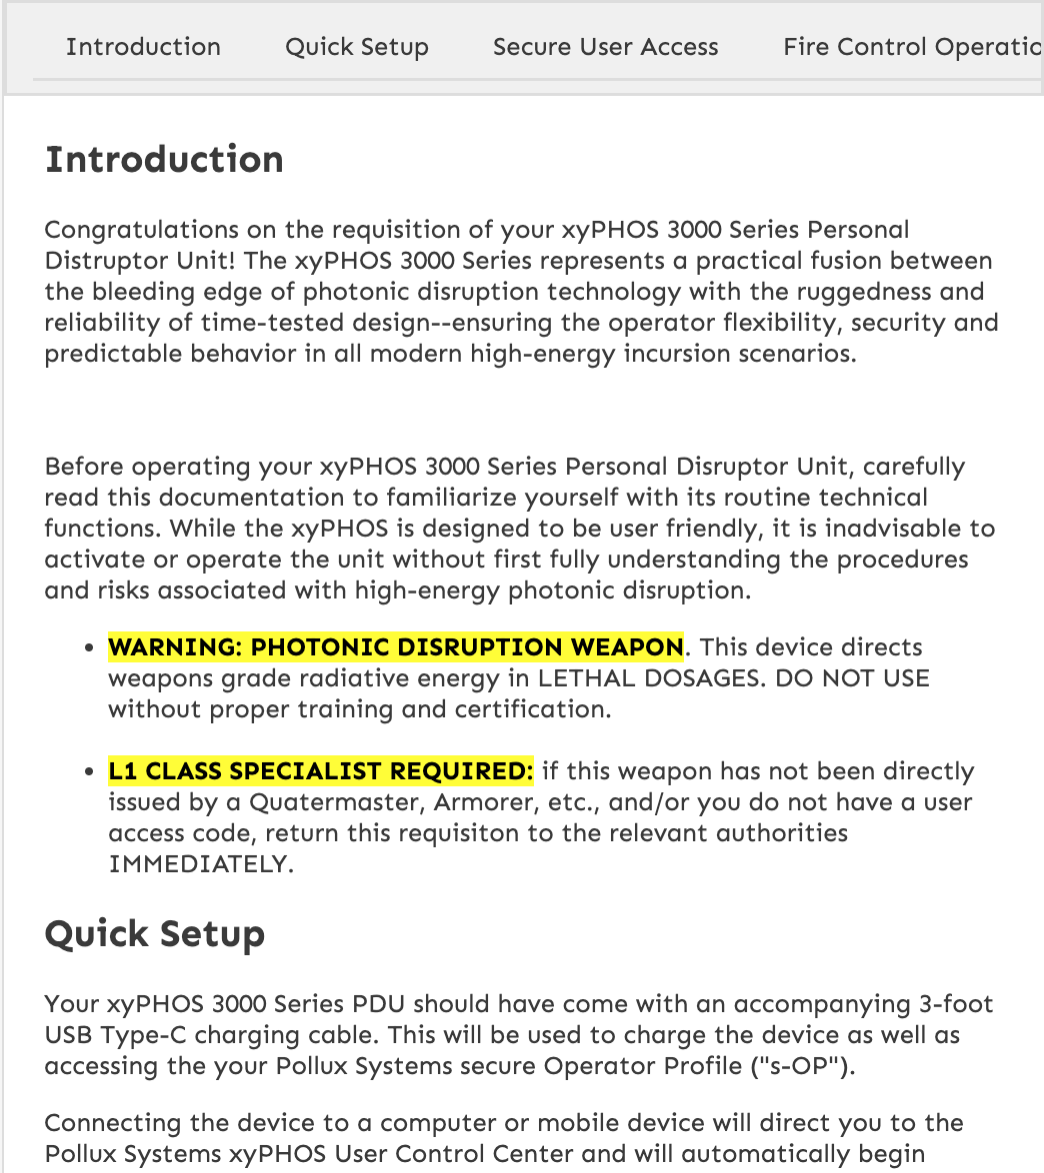 Introduction Quick Setup Secure User Access Fire Control Operatio
Introduction
Congratulations on the requisition of your xyPHOS 3000 Series Personal
Distruptor Unit! The xyPHOS 3000 Series represents a practical fusion between
the bleeding edge of photonic disruption technology with the ruggedness and
reliability of time-tested design--ensuring the operator flexibility, security and
predictable behavior in all modern high-energy incursion scenarios.
Before operating your xyPHOS 3000 Series Personal Disruptor Unit, carefully
read this documentation to familiarize yourself with its routine technical
functions. While the xyPHOS is designed to be user friendly, it is inadvisable to
activate or operate the unit without first fully understanding the procedures
and risks associated with high-energy photonic disruption.
• WARNING: PHOTONIC DISRUPTION WEAPON. This device directs
weapons grade radiative energy in LETHAL DOSAGES. DO NOT USE
without proper training and certification.
• L1 CLASS SPECIALIST REQUIRED: if this weapon has not been directly
issued by a Quatermaster, Armorer, etc., and/or you do not have a user
access code, return this requisiton to the relevant authorities
IMMEDIATELY.
Quick Setup
Your xyPHOS 3000 Series PDU should have come with an accompanying 3-foot
USB Type-C charging cable. This will be used to charge the device as well as
accessing the your Pollux Systems secure Operator Profile ("s-OP").
Connecting the device to a computer or mobile device will direct you to the
Pollux Systems xyPHOS User Control Center and will automatically begin